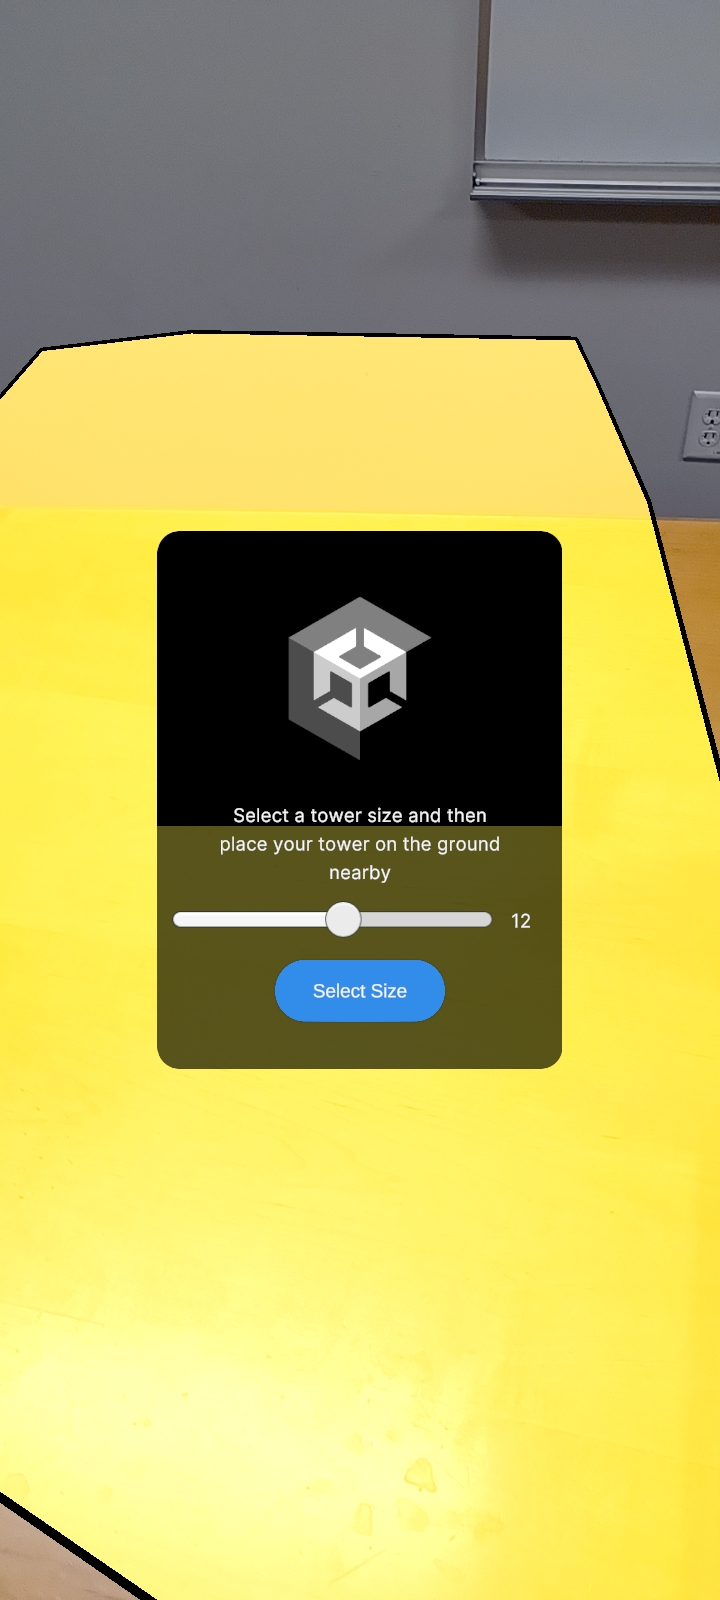 Select a tower size and then
place your tower on the ground
nearby
12
Select Size